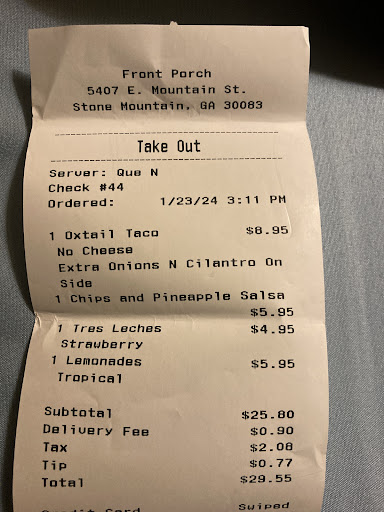 Front Porch
5407 E. Mountain St.
Stone Mountain, GA 30083
Take Out
Server: Que N
Check #44
Ordered: 1/23/24 3:11 PM
1 Oxtail Taco $8.95
No Cheese
Extra Onions N Cilantro On
Side
1 Chips and Pineapple Salsa
$5.95
1 Tres Leches $4.95
Strawberry
1 Lemonades $5.95
Tropical
Subtotal $25.80
Delivery Fee $0.90
Tax $2.08
Tip $0.77
Total $29.55
Credit Card Swiped